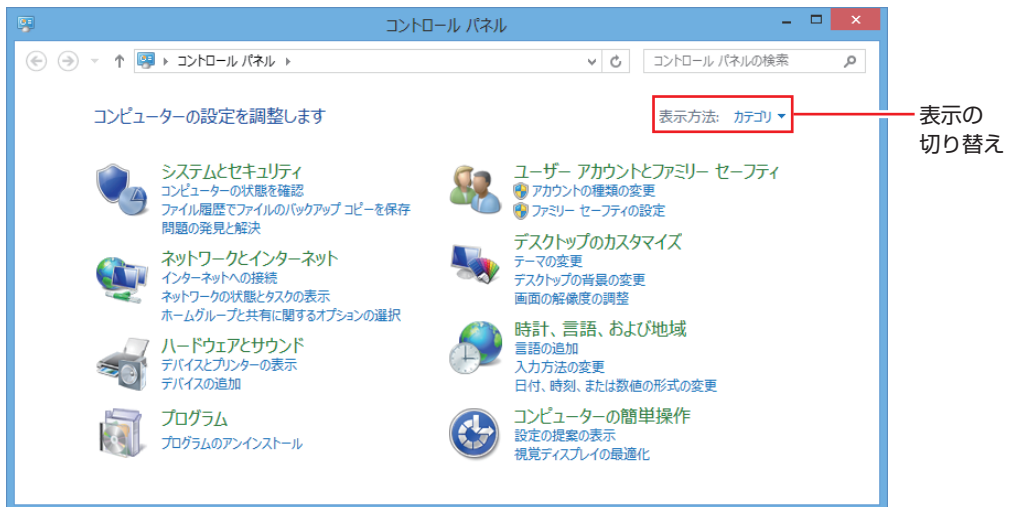 コントロール パネル
コントロール パネル
コントロール パネルの検索
コンピューターの設定を調整します
表示方法: カテゴリ
表示の
切り替え
システムとセキュリティ
コンピューターの状態を確認
ファイル履歴でファイルのバックアップ コピーを保存
問題の発見と解決
ネットワークとインターネット
インターネットへの接続
ネットワークの状態とタスクの表示
ホームグループと共有に関するオプションの選択
ハードウェアとサウンド
デバイスとプリンターの表示
デバイスの追加
プログラム
プログラムのアンインストール
ユーザー アカウントとファミリー セーフティ
アカウントの種類の変更
ファミリー セーフティの設定
デスクトップのカスタマイズ
テーマの変更
デスクトップの背景の変更
画面の解像度の調整
時計、言語、および地域
言語の追加
入力方法の変更
日付、時刻、または数値の形式の変更
コンピューターの簡単操作
設定の提案の表示
視覚ディスプレイの最適化